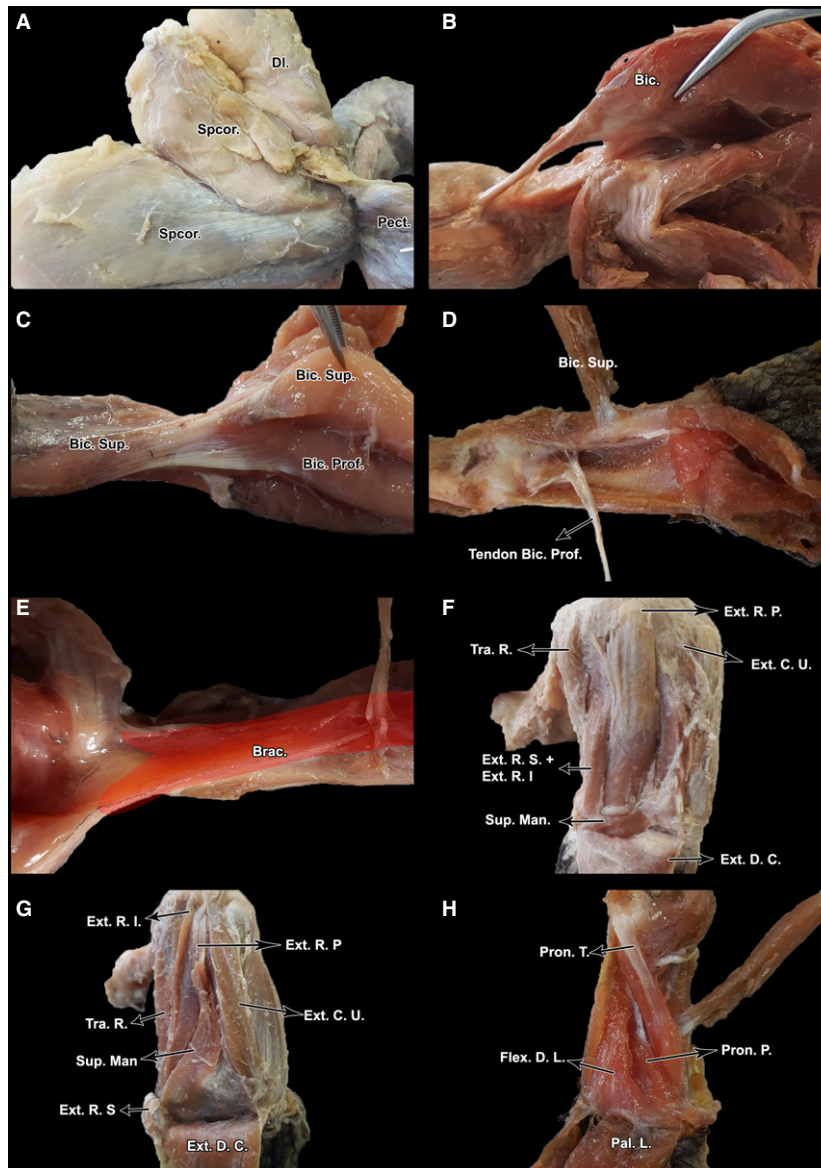 A
Dl.
Spcor.
Spcor.
Pect.
B
Bic.
C
Bic. Sup.
Bic. Sup.
Bic. Prof.
D
Bic. Sup.
Tendon Bic. Prof.
E
Brac.
F
Ext. R. P.
Tra. R.
Ext. C. U.
Ext. R. S. +
Ext. R. I
Sup. Man.
Ext. D. C.
G
Ext. R. I.
Ext. R. P
Ext. C. U.
Tra. R.
Sup. Man
Ext. R. S
Ext. D. C.
H
Pron. T.
Flex. D. L.
Pron. P.
Pal. L.